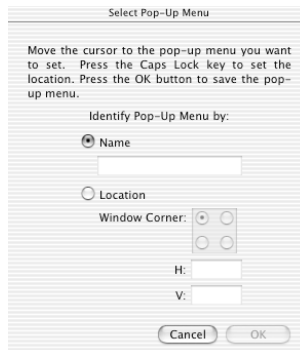 Select Pop-Up Menu
Move the cursor to the pop-up menu you want
to set. Press the Caps Lock key to set the
location. Press the OK button to save the pop-
up menu.
Identify Pop-Up Menu by:
Name
Location
Window Corner:
H:
V:
Cancel OK